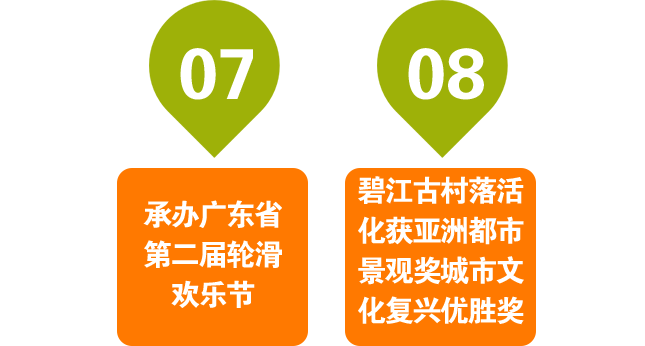 07
承办广东省
第二届轮滑
欢乐节
08
碧江古村落活
化获亚洲都市
景观奖城市文
化复兴优胜奖